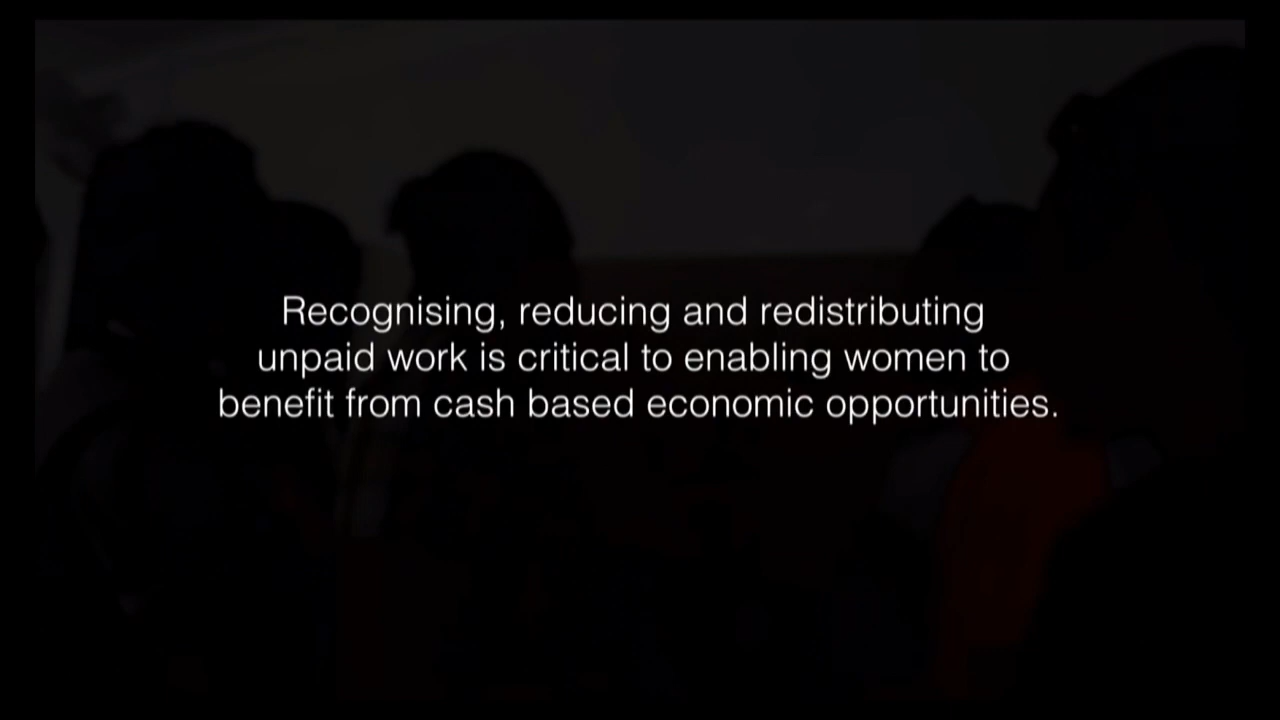 Recognising, reducing and redistributing
unpaid work is critical to enabling women to
benefit from cash based economic opportunities.